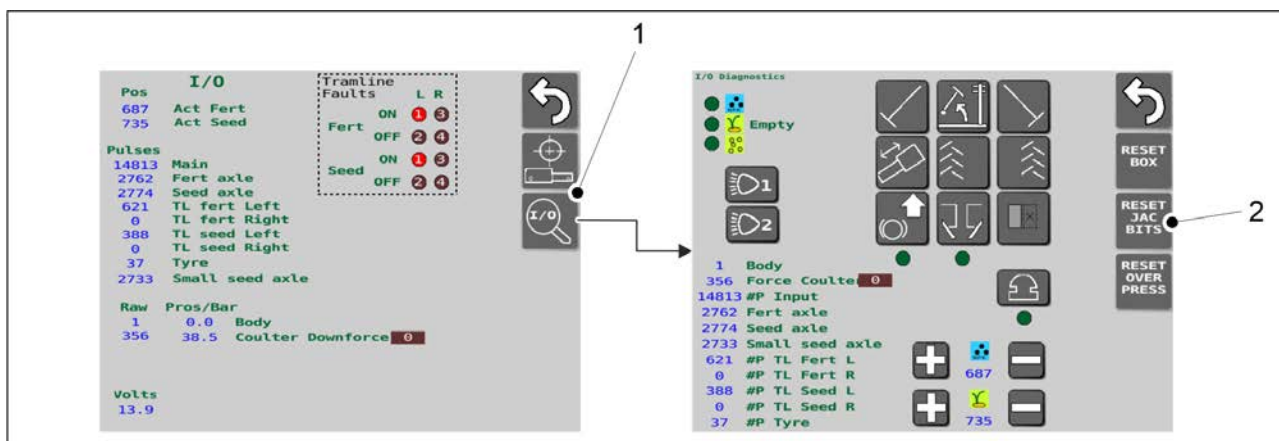 1
I/O
Pos
687 Act Fert
735 Act Seed
Pulses
14813 Main
2762 Fert axle
2774 Seed axle
621 TL fert Left
0 TL fert Right
388 TL seed Left
0 TL seed Right
37 Tyre
2733 Small seed axle
Raw Pros/Bar
1 0.0 Body
356 38.5 Coulter Downforce 0
Volts
13.9
Tramline
Faults L R
Fert ON 1 3
OFF 2 4
Seed ON 1 3
OFF 2 4
I/O
I/O Diagnostics
Empty
1
2
1 Body
356 Force Coulte 0
14813 #P Input
2762 Fert axle
2774 Seed axle
2733 Small seed axle
621 #P TL Fert L
0 #P TL Fert R
388 #P TL Seed L
0 #P TL Seed R
37 #P Tyre
687
735
RESET
BOX
RESET
JAC
BITS
RESET
OVER
PRESS
2